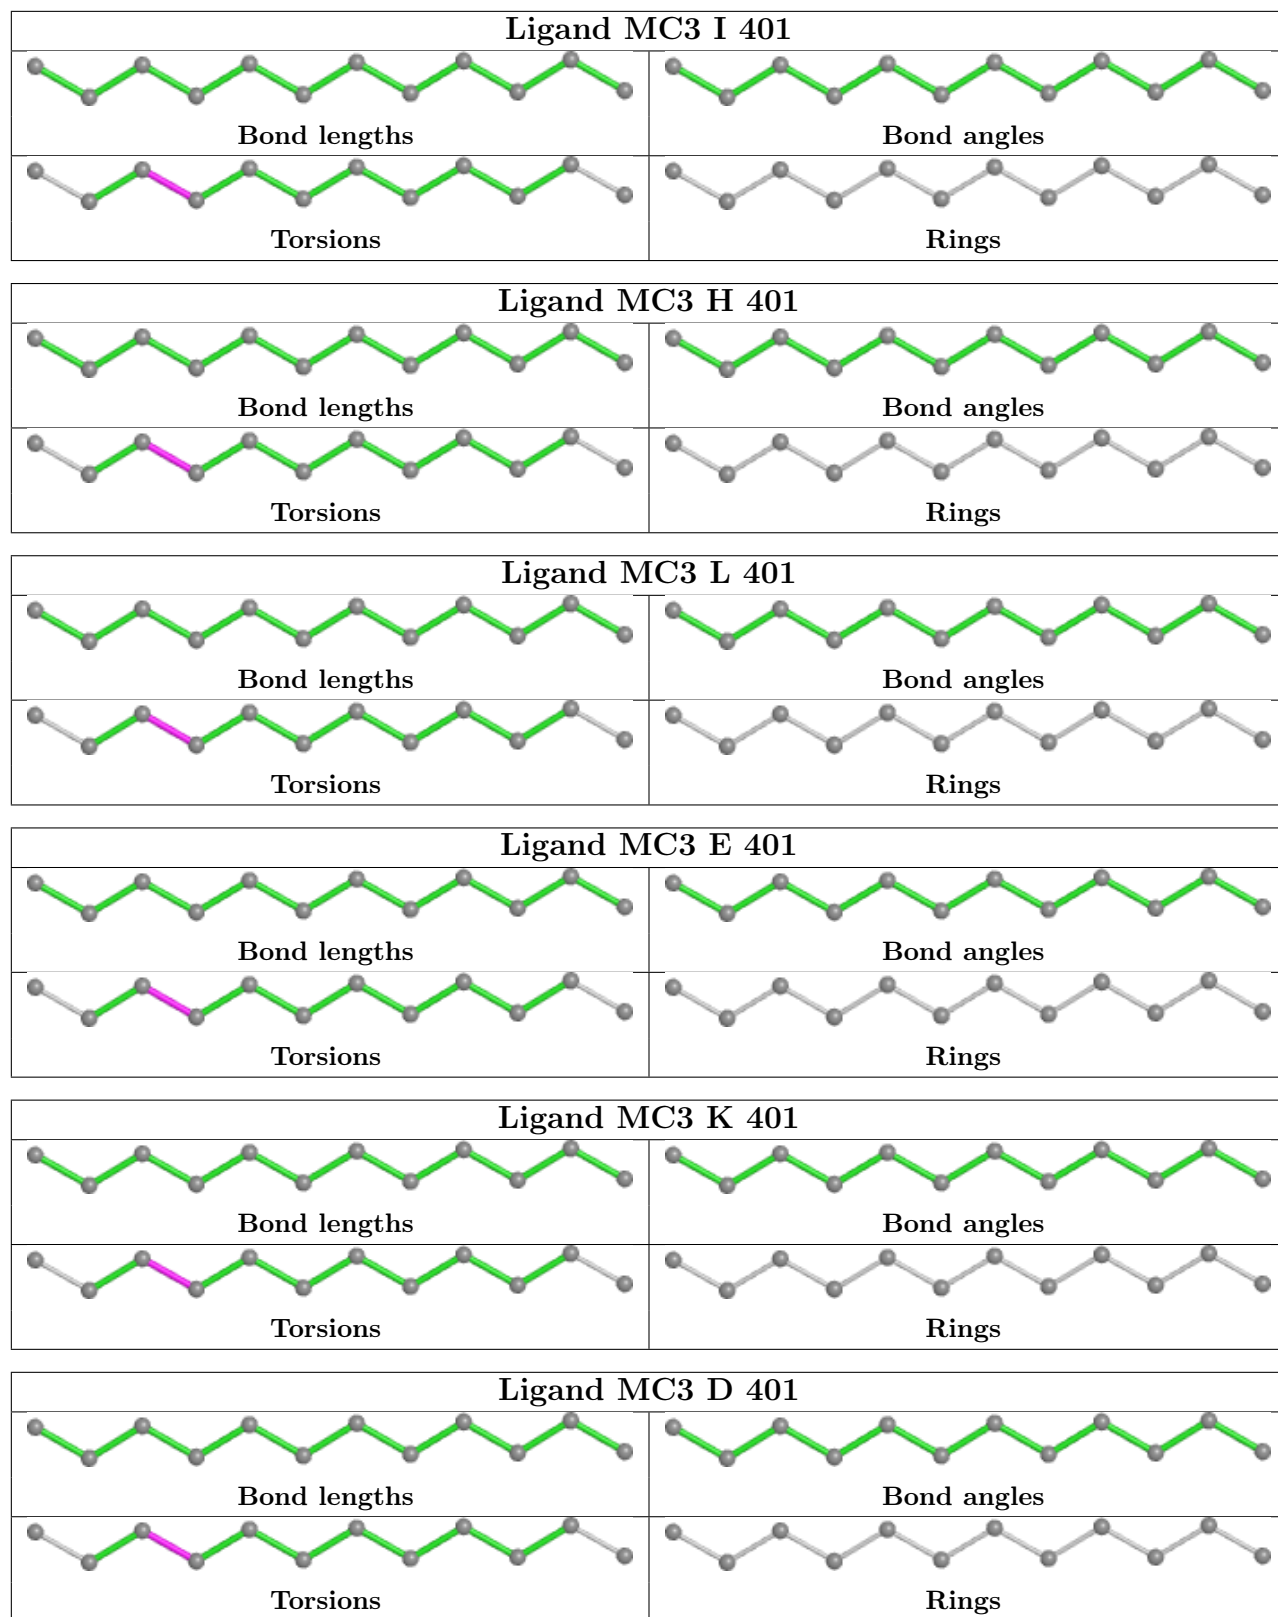 Ligand MC3 I 401
Bond lengths
Bond angles
Torsions
Rings
Ligand MC3 H 401
Bond lengths
Bond angles
Torsions
Rings
Ligand MC3 L 401
Bond lengths
Bond angles
Torsions
Rings
Ligand MC3 E 401
Bond lengths
Bond angles
Torsions
Rings
Ligand MC3 K 401
Bond lengths
Bond angles
Torsions
Rings
Ligand MC3 D 401
Bond lengths
Bond angles
Torsions
Rings